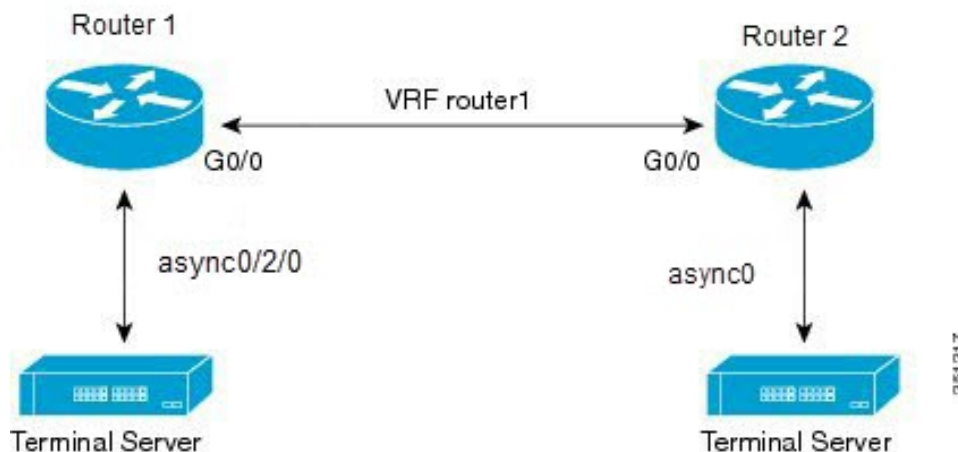 Router 1
Router 2
VRF router1
G0/0
G0/0
async0/2/0
async0
Terminal Server
Terminal Server